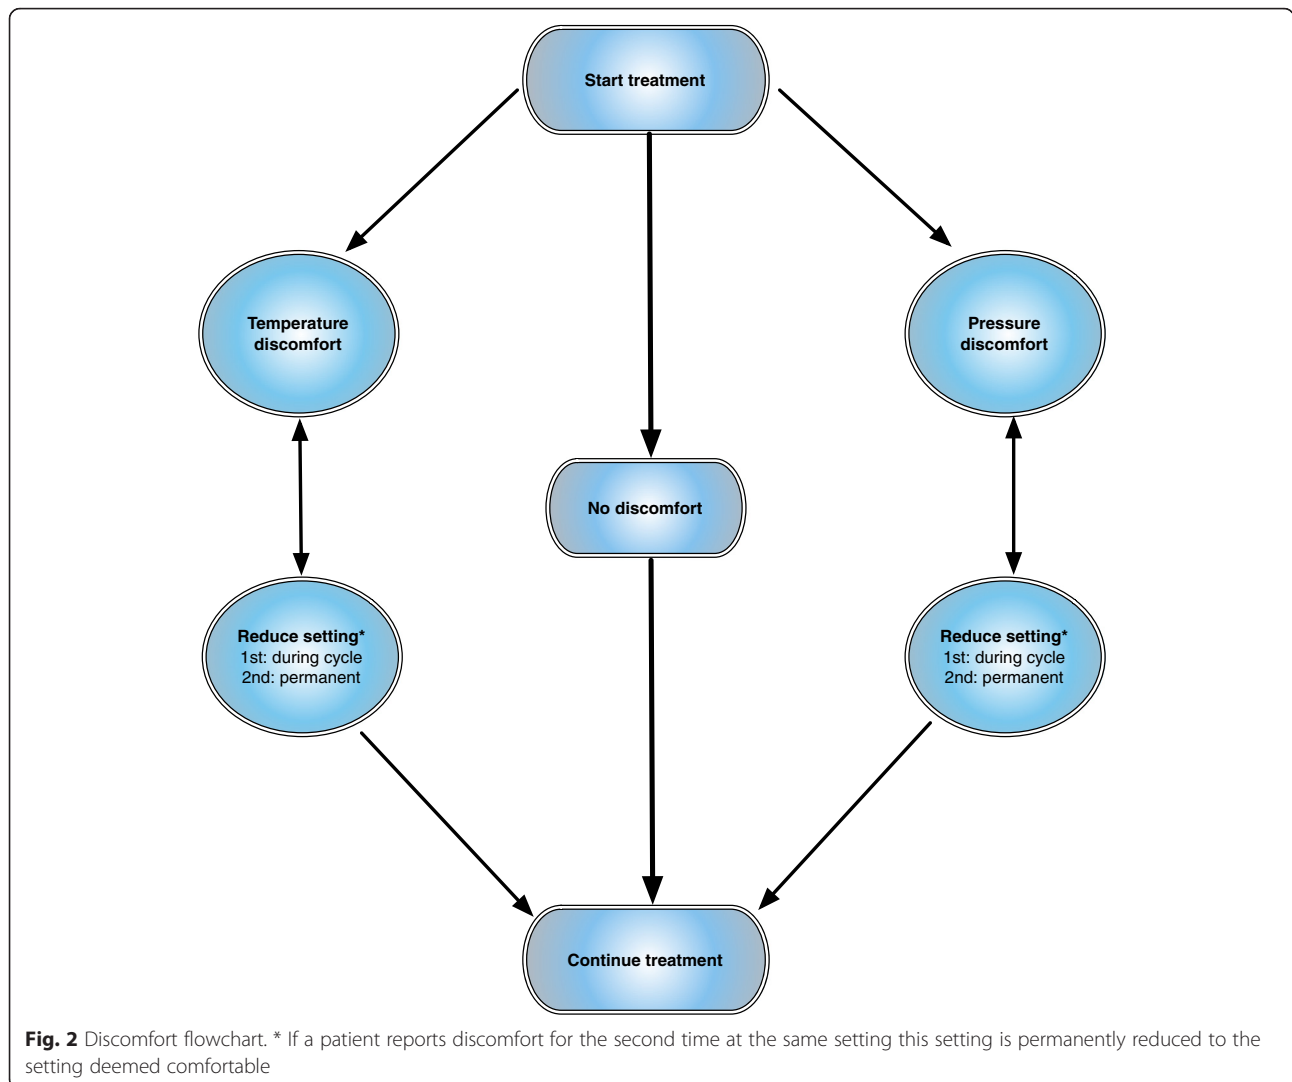 Start treatment
Temperature
discomfort
Pressure
discomfort
No discomfort
Reduce setting*
1st: during cycle
2nd: permanent
Reduce setting*
1st: during cycle
2nd: permanent
Continue treatment
Fig. 2 Discomfort flowchart. * If a patient reports discomfort for the second time at the same setting this setting is permanently reduced to the
setting deemed comfortable